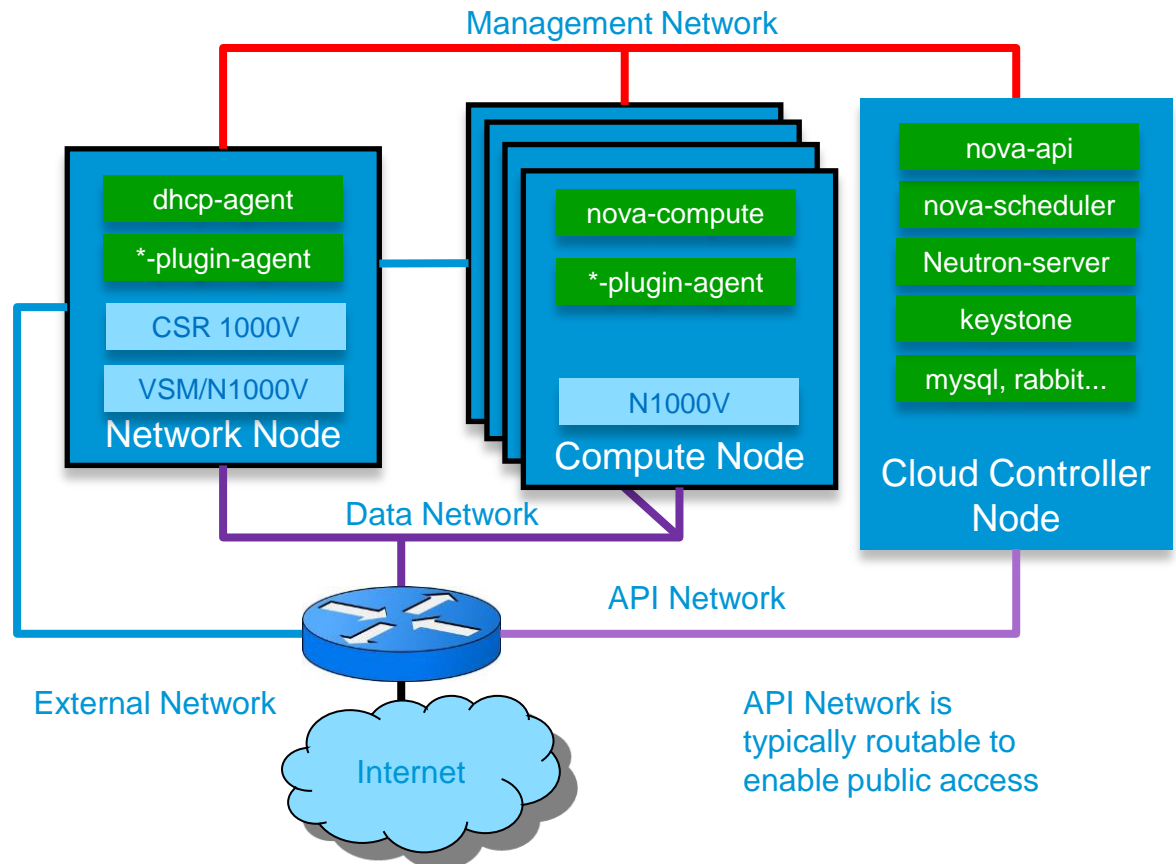 Management Network
dhcp-agent
*-plugin-agent
CSR 1000V
VSM/N1000V
Network Node
nova-compute
*-plugin-agent
N1000V
Compute Node
nova-api
nova-scheduler
Neutron-server
keystone
mysql, rabbit...
Cloud Controller
Node
Data Network
API Network
External Network
Internet
API Network is
typically routable to
enable public access